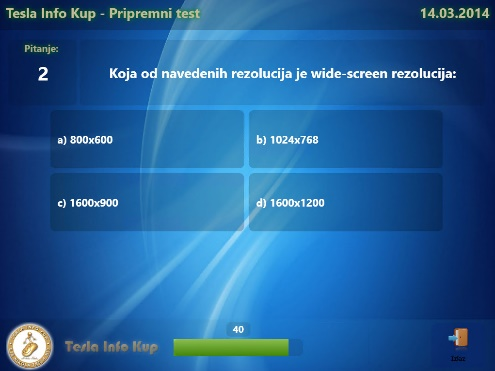 Tesla Info Kup - Pripremni test 14.03.2014
Pitanje:
2
Koja od navedenih rezolucija je wide-screen rezolucija:
a) 800x600
b) 1024x768
c) 1600x900
d) 1600x1200
40
Tesla Info Kup
Izlaz